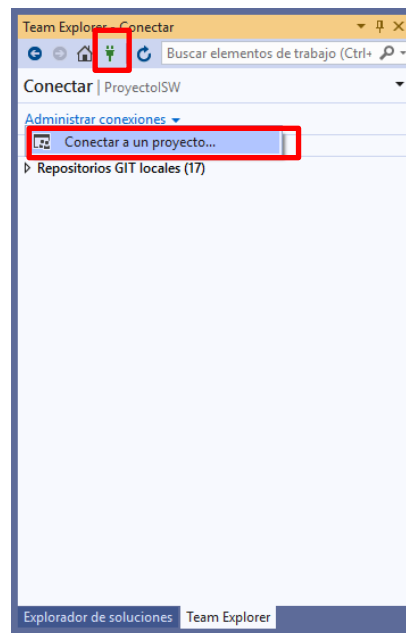 Team Explorer - Conectar
Buscar elementos de trabajo (Ctrl+
Conectar | ProyectoISW
Administrar conexiones
Conectar a un proyecto...
Repositorios GIT locales (17)
Explorador de soluciones Team Explorer